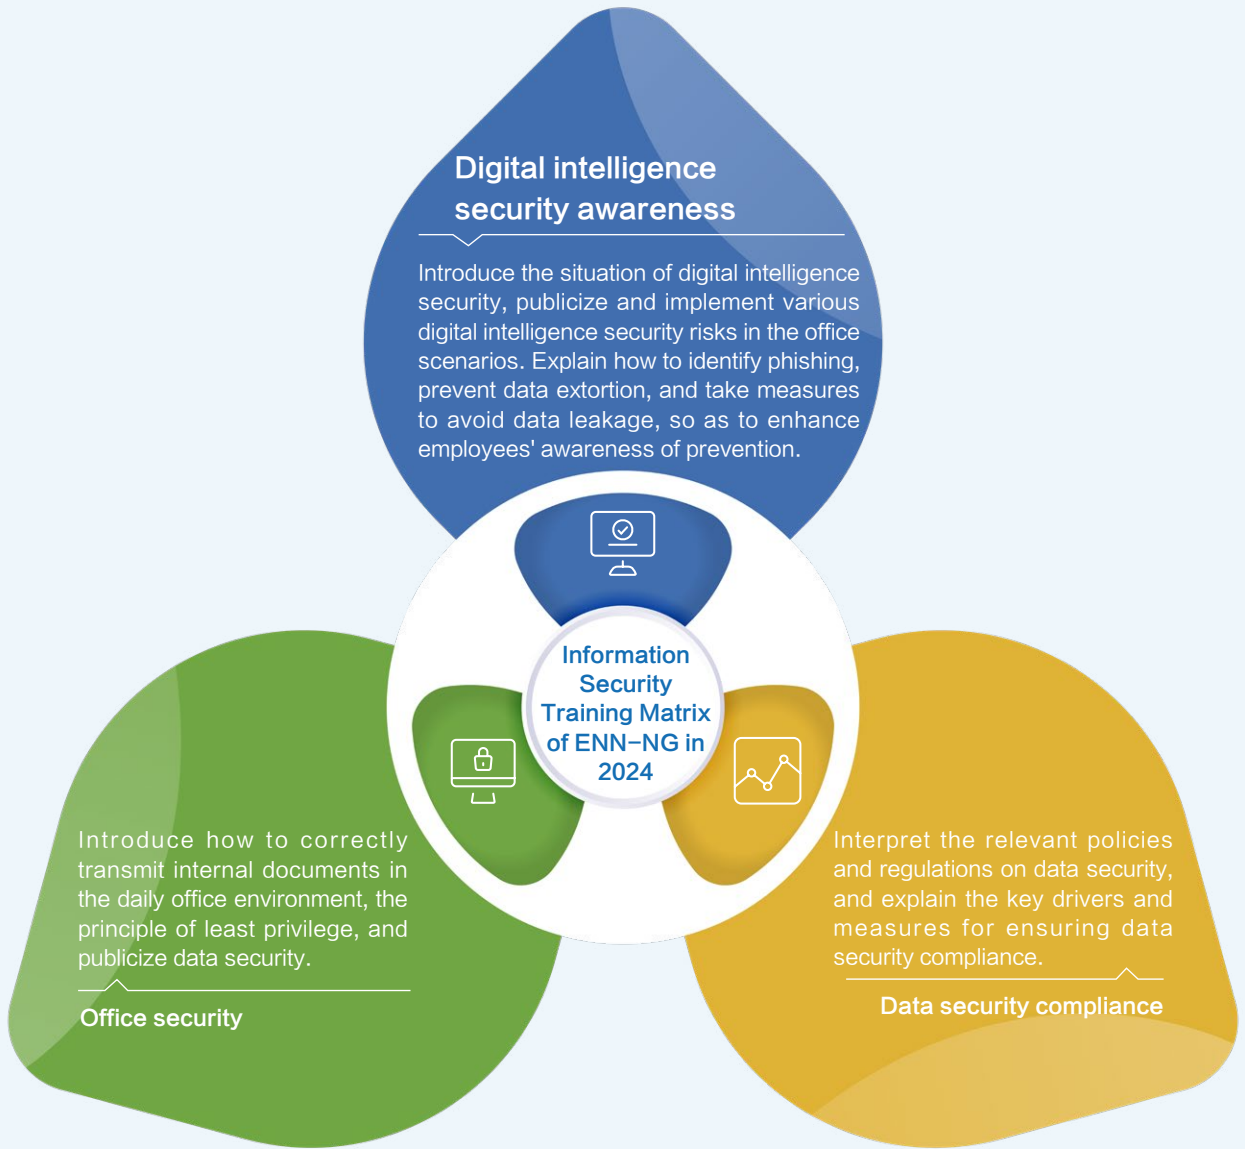 Digital intelligence
security awareness
Introduce the situation of digital intelligence
security, publicize and implement various
digital intelligence security risks in the office
scenarios. Explain how to identify phishing,
prevent data extortion, and take measures
to avoid data leakage, so as to enhance
employees' awareness of prevention.
Information
Security
Training Matrix
of ENN-NG in
2024
Introduce how to correctly
transmit internal documents in
the daily office environment, the
principle of least privilege, and
publicize data security.
Office security
Interpret the relevant policies
and regulations on data security,
and explain the key drivers and
measures for ensuring data
security compliance.
Data security compliance